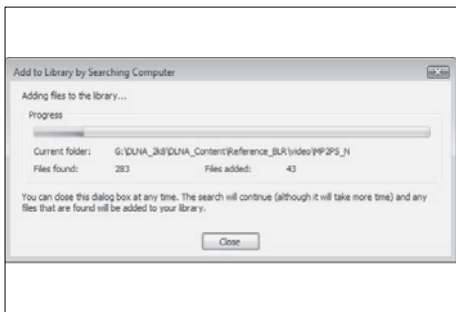 Add to Library by Searching Computer
Adding files to the library...
Progress
Current folder: G:\DLNA_2k8\DLNA_Content\Reference_BLR\video\MP2PS_N
Files found: 283 Files added: 43
You can close this dialog box at any time. The search will continue (although it will take more time) and any
files that are found will be added to your library.
Close